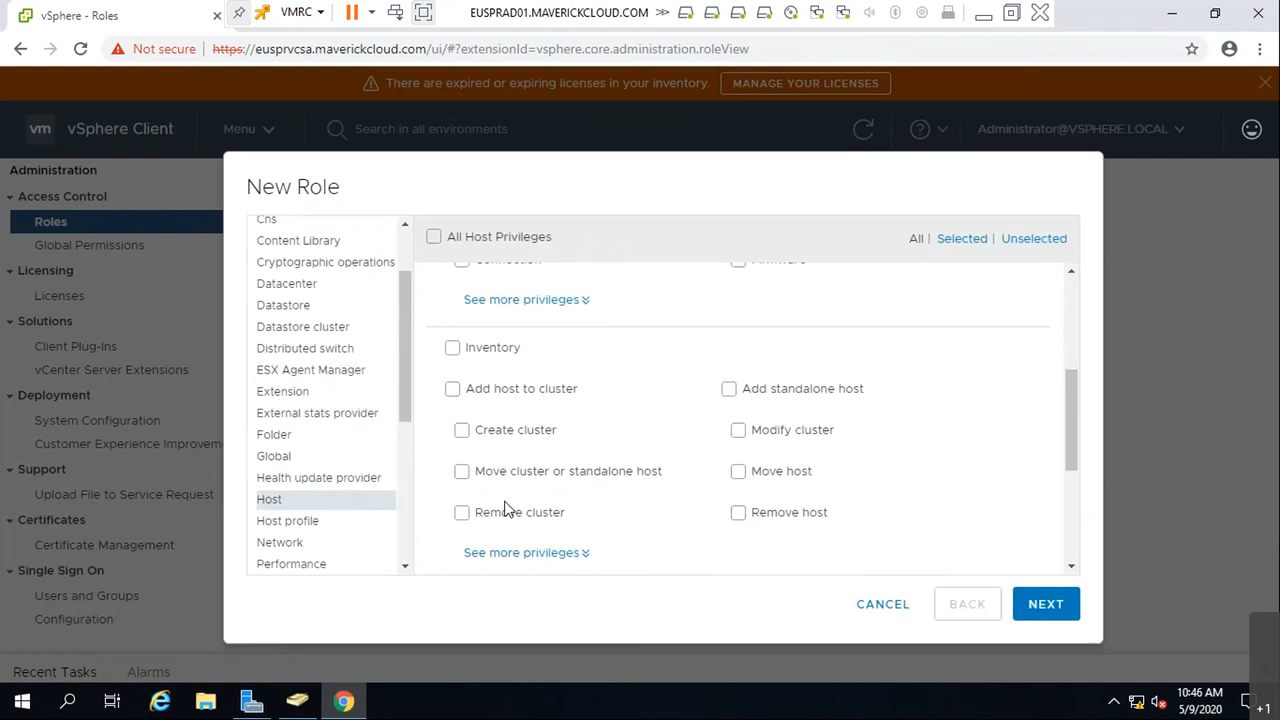 vSphere - Roles
VMRC
EUSPRAD01.MAVERICKCLOUD.COM
Not secure
https://eusprvcsa.maverickcloud.com/ui/#?extensionId=vsphere.core.administration.roleView
There are expired or expiring licenses in your inventory.
MANAGE YOUR LICENSES
vm
vSphere Client
Menu
Search in all environments
Administrator@VSPHERE.LOCAL
Administration
Access Control
Roles
Global Permissions
Licensing
Licenses
Solutions
Client Plug-Ins
vCenter Server Extensions
Deployment
System Configuration
Customer Experience Improveme
Support
Upload File to Service Request
Certificates
Certificate Management
Single Sign On
Users and Groups
Configuration
New Role
Cns
Content Library
Cryptographic operations
Datacenter
Datastore
Datastore cluster
Distributed switch
ESX Agent Manager
Extension
External stats provider
Folder
Global
Health update provider
Host
Host profile
Network
Performance
All Host Privileges
All | Selected | Unselected
See more privileges
Inventory
Add host to cluster
Add standalone host
Create cluster
Modify cluster
Move cluster or standalone host
Move host
Remove cluster
Remove host
See more privileges
CANCEL
BACK
NEXT
Recent Tasks
Alarms
10:46 AM
5/9/2020
+1